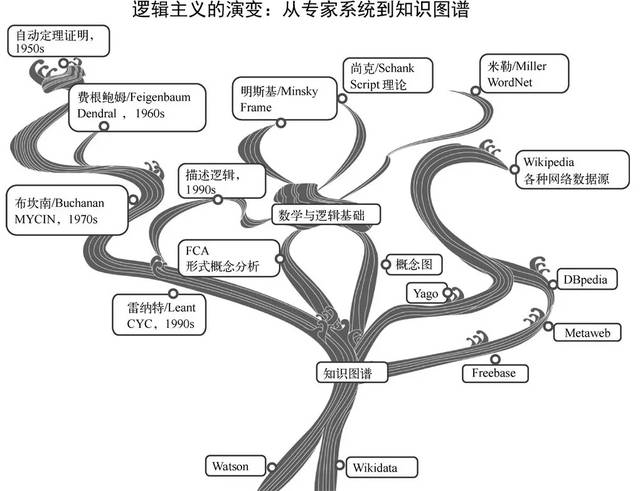 逻辑主义的演变：从专家系统到知识图谱
自动定理证明，
1950s
费根鲍姆/Feigenbaum
Dendral ，1960s
明斯基/Minsky
Frame
尚克/Schank
Script 理论
米勒/Miller
WordNet
布坎南/Buchanan
MYCIN，1970s
描述逻辑，
1990s
数学与逻辑基础
Wikipedia
各种网络数据源
FCA
形式概念分析
概念图
雷纳特/Leant
CYC，1990s
Yago
DBpedia
Metaweb
知识图谱
Freebase
Watson
Wikidata